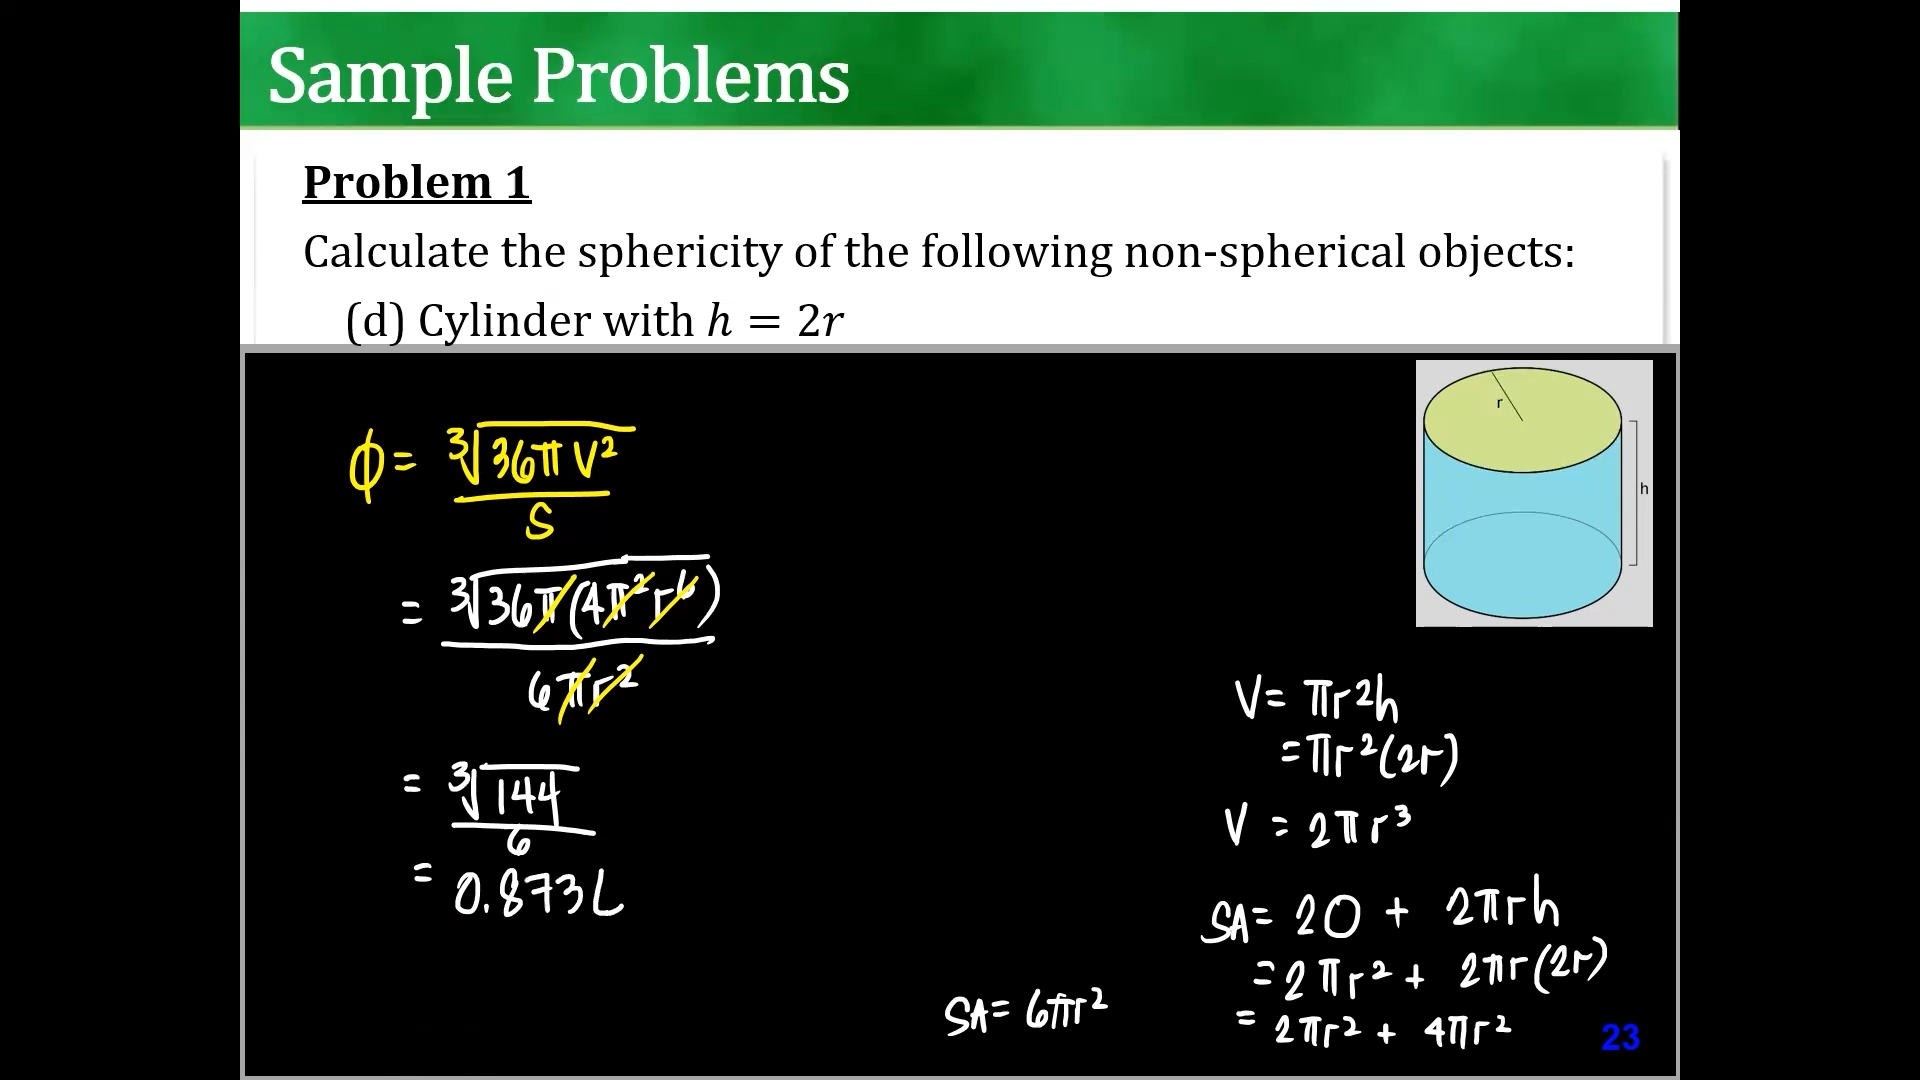 Sample Problems
Problem 1
Calculate the sphericity of the following non-spherical objects:
(d) Cylinder with h = 2r
r
h
ϕ = ∛(36π V²) / S
= ∛(36π(4π²r⁶)) / 6πr²
= ∛144 / 6
= 0.873
V = πr²h
= πr²(2r)
V = 2πr³
SA = 2O + 2πrh
= 2πr² + 2πr(2r)
= 2πr² + 4πr²
SA = 6πr²
23